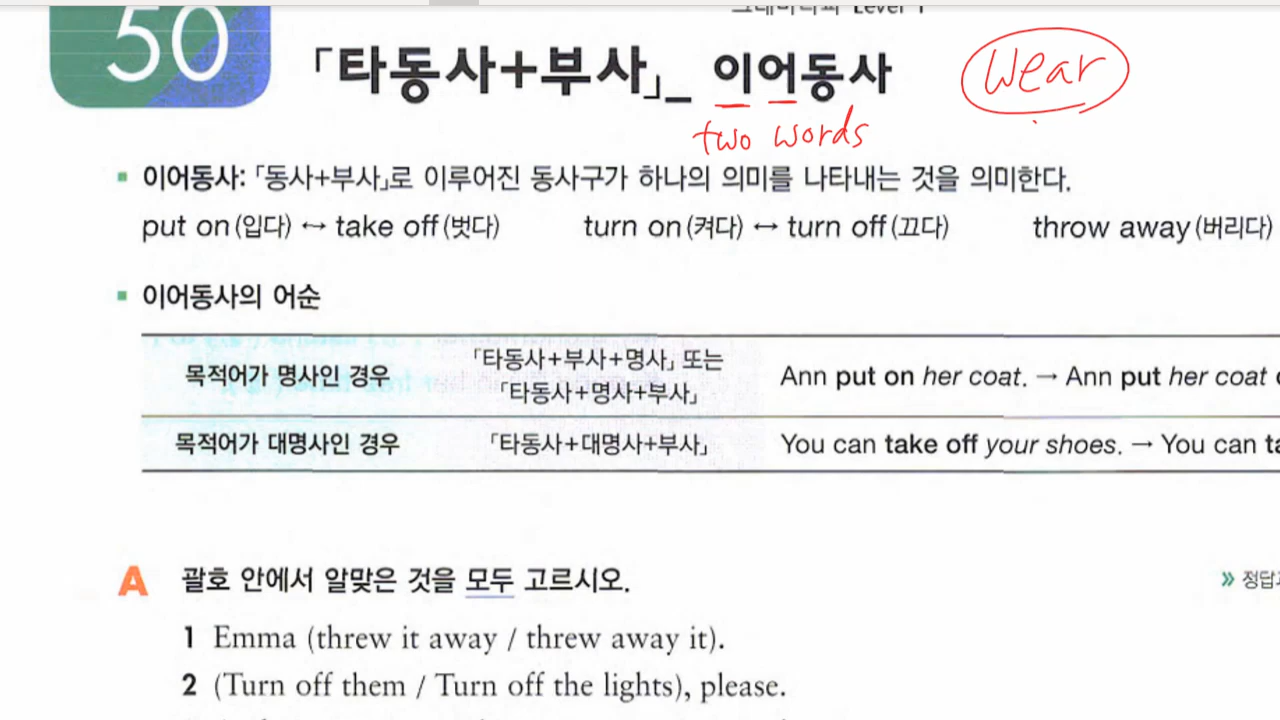 Level 1
50
「타동사+부사」_ 이어동사
wear
two words
▪ 이어동사: 「동사+부사」로 이루어진 동사구가 하나의 의미를 나타내는 것을 의미한다.
put on(입다) ↔ take off(벗다) turn on(켜다) ↔ turn off(끄다) throw away(버리다)
▪ 이어동사의 어순
목적어가 명사인 경우 「타동사+부사+명사」 또는 「타동사+명사+부사」 Ann put on her coat. → Ann put her coat
목적어가 대명사인 경우 「타동사+대명사+부사」 You can take off your shoes. → You can
A 괄호 안에서 알맞은 것을 모두 고르시오.
» 정답
1 Emma (threw it away / threw away it).
2 (Turn off them / Turn off the lights), please.